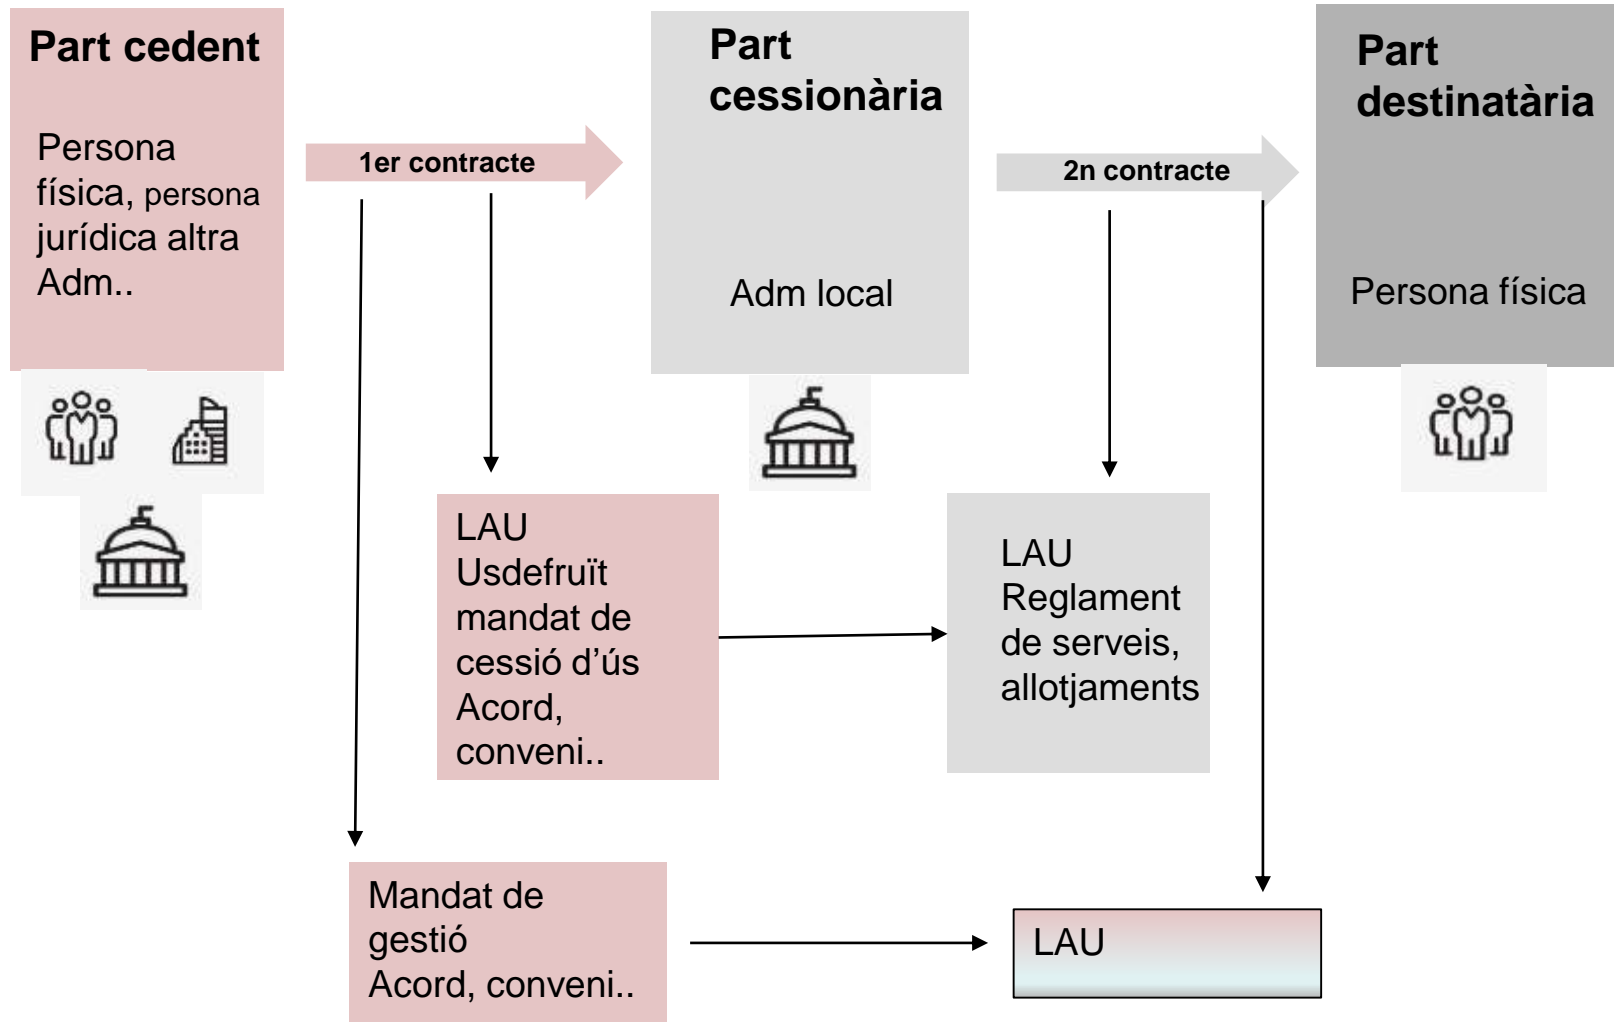 Part cedent
Persona
física, persona
jurídica altra
Adm..
1er contracte
Part
cessionària
Adm local
2n contracte
Part
destinatària
Persona física
LAU
Usdefruït
mandat de
cessió d’ús
Acord,
conveni..
LAU
Reglament
de serveis,
allotjaments
Mandat de
gestió
Acord, conveni..
LAU